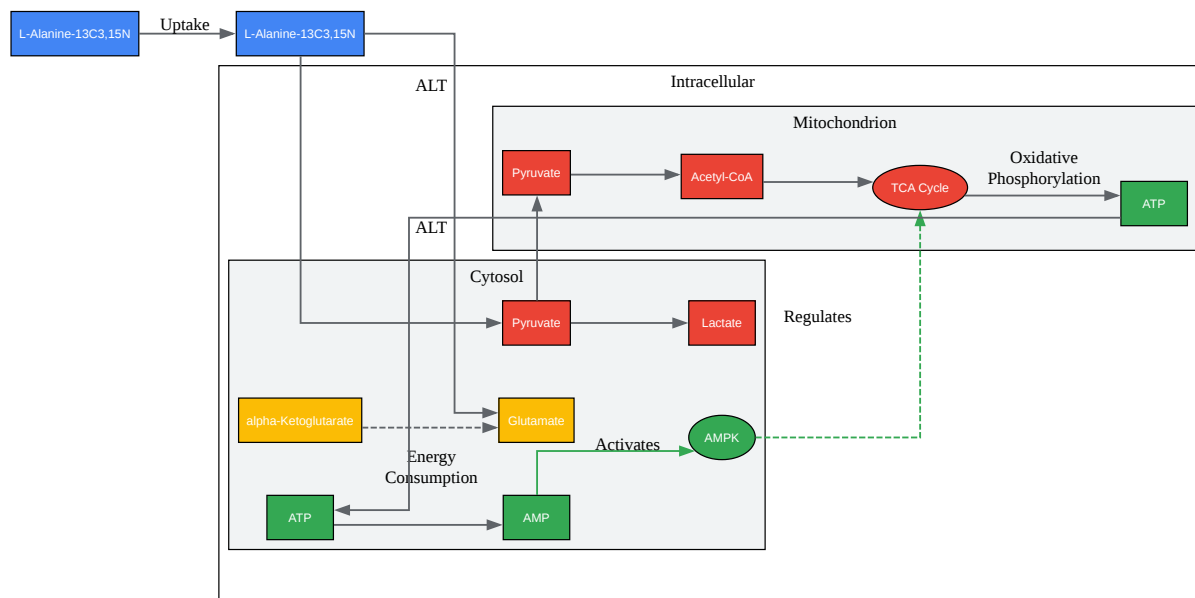 L-Alanine-13C3,15N
Uptake
L-Alanine-13C3,15N
ALT
Intracellular
Mitochondrion
Pyruvate
Acetyl-CoA
TCA Cycle
Oxidative
Phosphorylation
ATP
ALT
Cytosol
Pyruvate
Lactate
Regulates
alpha-Ketoglutarate
Glutamate
Activates
AMPK
Energy
Consumption
ATP
AMP